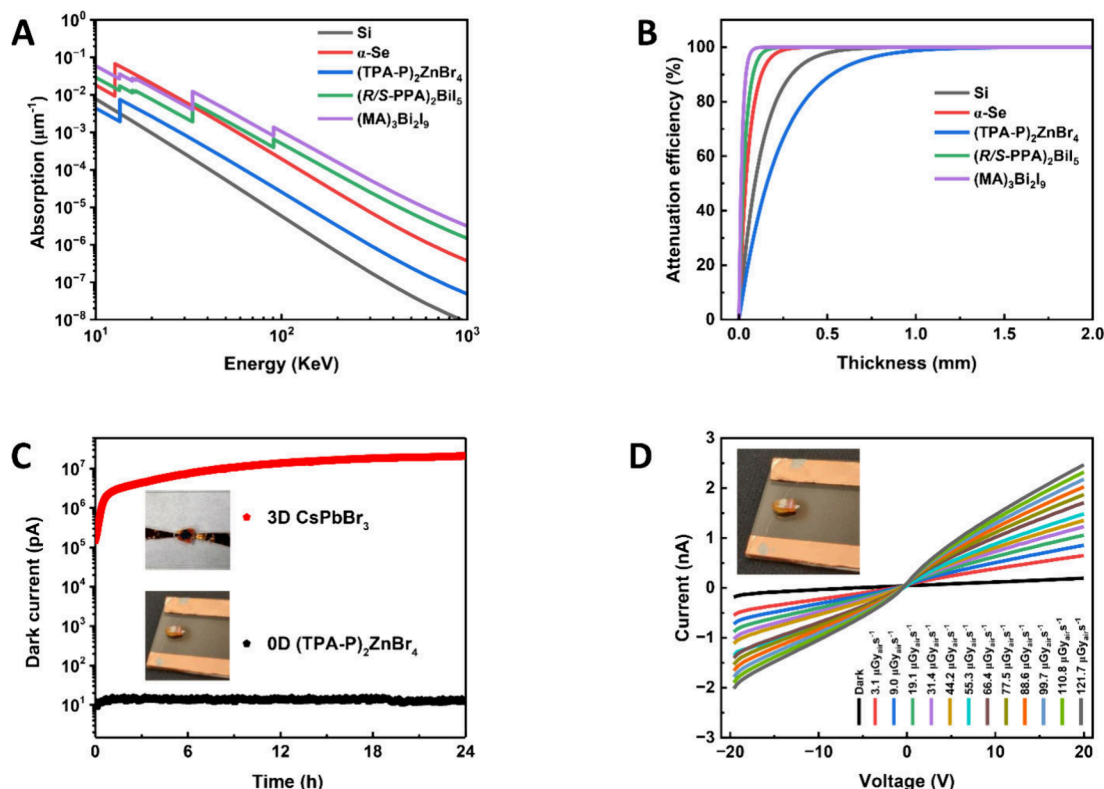 A
Absorption (μm⁻¹)
10⁰
10⁻¹
10⁻²
10⁻³
10⁻⁴
10⁻⁵
10⁻⁶
10⁻⁷
10⁻⁸
10¹
10²
10³
Energy (KeV)
Si
α-Se
(TPA-P)₂ZnBr₄
(R/S-PPA)₂BiI₅
(MA)₃Bi₂I₉
B
Attenuation efficiency (%)
100
80
60
40
20
0
0.0
0.5
1.0
1.5
2.0
Thickness (mm)
Si
α-Se
(TPA-P)₂ZnBr₄
(R/S-PPA)₂BiI₅
(MA)₃Bi₂I₉
C
Dark current (pA)
10⁷
10⁶
10⁵
10⁴
10³
10²
10¹
0
6
12
18
24
Time (h)
3D CsPbBr₃
0D (TPA-P)₂ZnBr₄
D
Current (nA)
3
2
1
0
−1
−2
−3
−20
−10
0
10
20
Voltage (V)
Dark
3.1 μGyₐᵢᵣs⁻¹
9.0 μGyₐᵢᵣs⁻¹
19.1 μGyₐᵢᵣs⁻¹
31.4 μGyₐᵢᵣs⁻¹
44.2 μGyₐᵢᵣs⁻¹
55.3 μGyₐᵢᵣs⁻¹
66.4 μGyₐᵢᵣs⁻¹
77.5 μGyₐᵢᵣs⁻¹
88.6 μGyₐᵢᵣs⁻¹
99.7 μGyₐᵢᵣs⁻¹
110.8 μGyₐᵢᵣs⁻¹
121.7 μGyₐᵢᵣs⁻¹